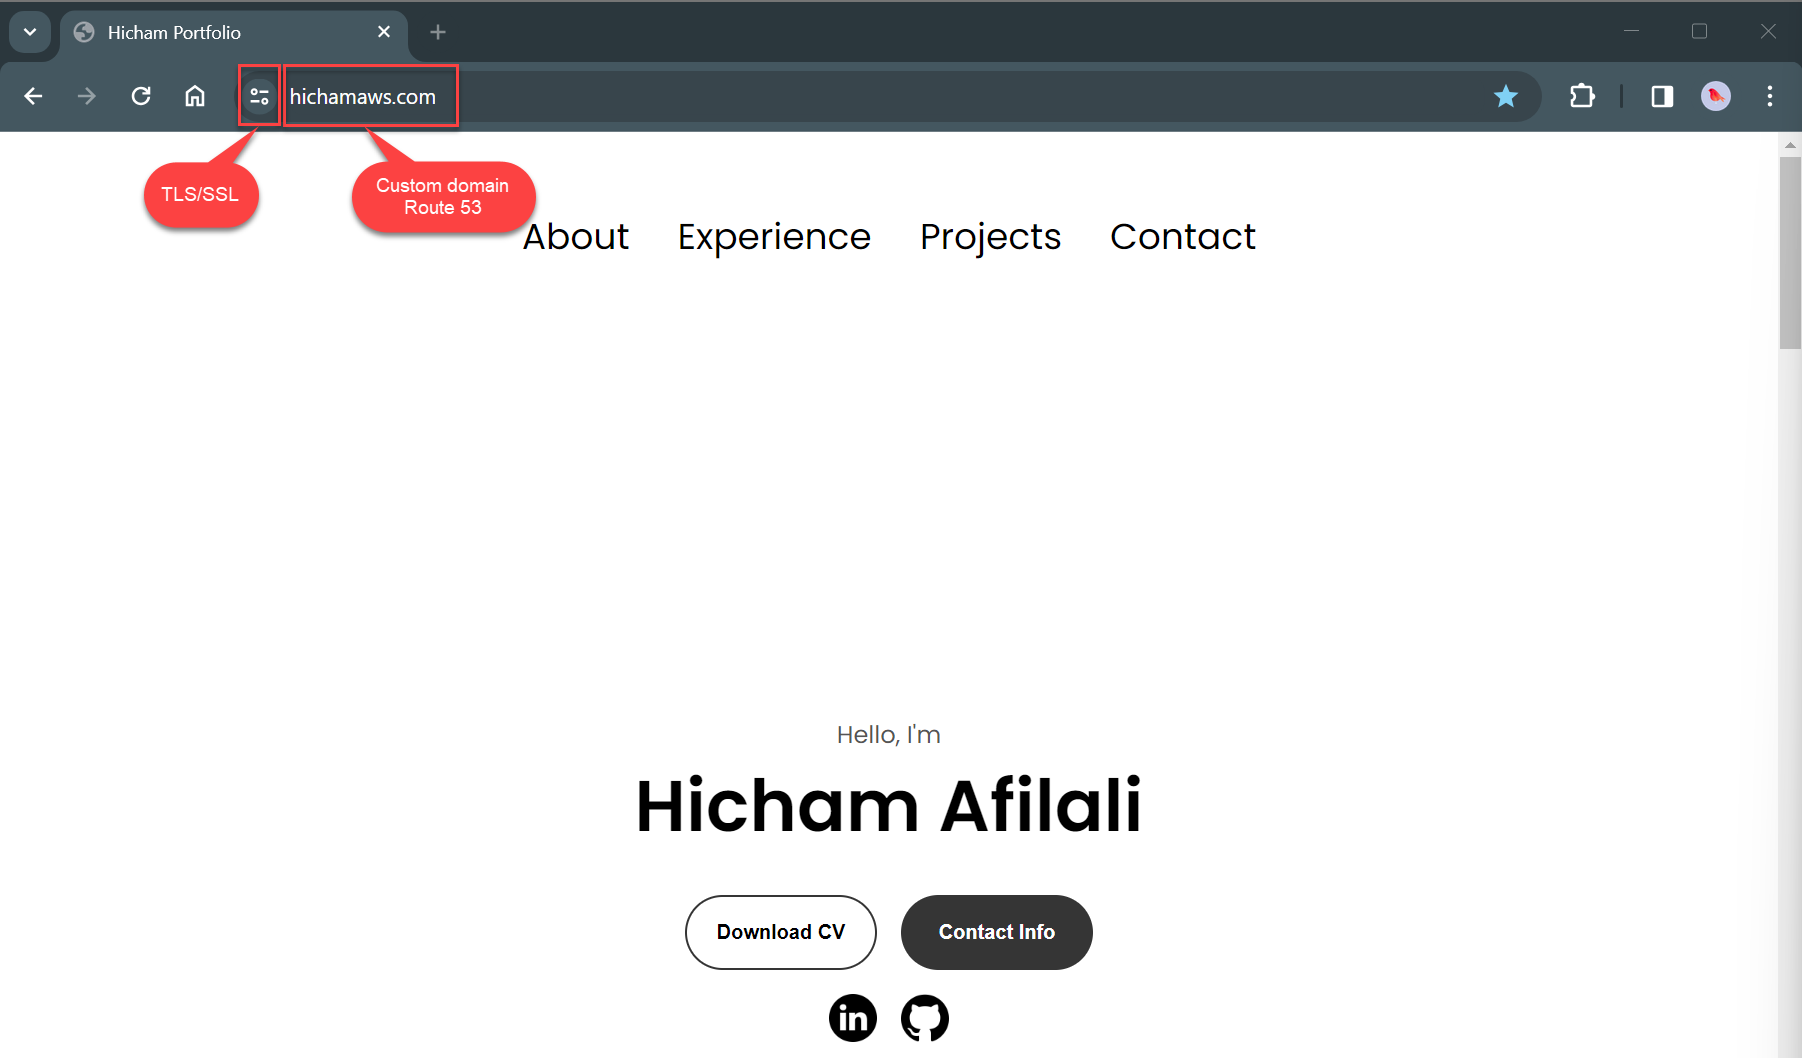 Hicham Portfolio
hichamaws.com
TLS/SSL
Custom domain
Route 53
About Experience Projects Contact
Hello, I'm
Hicham Afilali
Download CV Contact Info
in